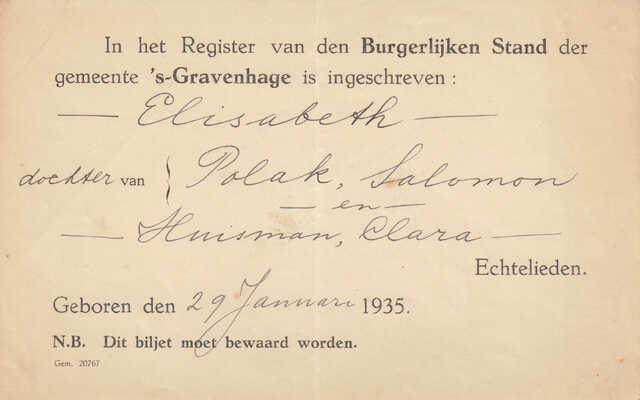 In het Register van den Burgerlijken Stand der
gemeente 's-Gravenhage is ingeschreven :
— Elisabeth —
dochter van } Polak, Salomon
— en —
— Huisman, Clara —
Echtelieden.
Geboren den 29 Januari 1935.
N.B. Dit biljet moet bewaard worden.
Gem. 20767